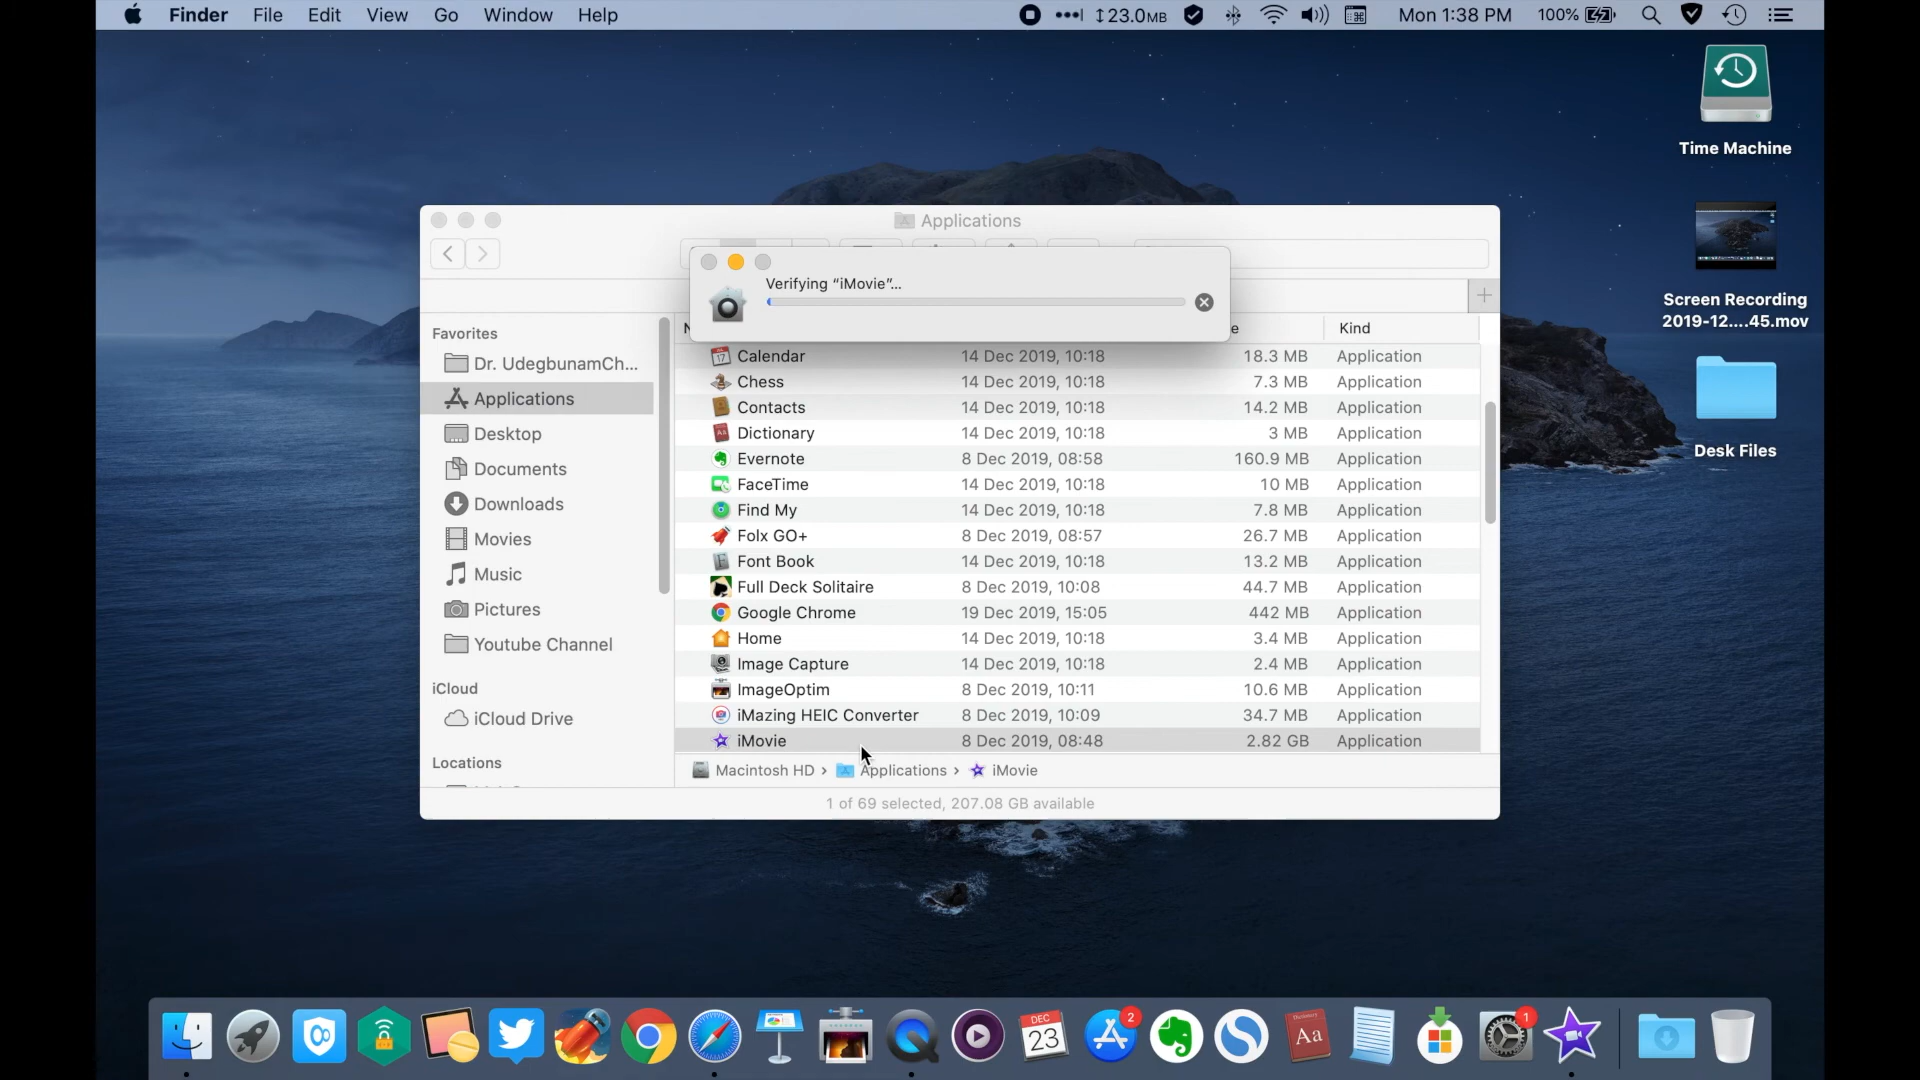 Finder File Edit View Go Window Help
23.0MB Mon 1:38 PM 100%
Time Machine
Screen Recording
2019-12....45.mov
Desk Files
Applications
Verifying “iMovie”...
Kind
Favorites
Dr. UdegbunamCh...
Applications
Desktop
Documents
Downloads
Movies
Music
Pictures
Youtube Channel
iCloud
iCloud Drive
Locations
Calendar 14 Dec 2019, 10:18 18.3 MB Application
Chess 14 Dec 2019, 10:18 7.3 MB Application
Contacts 14 Dec 2019, 10:18 14.2 MB Application
Dictionary 14 Dec 2019, 10:18 3 MB Application
Evernote 8 Dec 2019, 08:58 160.9 MB Application
FaceTime 14 Dec 2019, 10:18 10 MB Application
Find My 14 Dec 2019, 10:18 7.8 MB Application
Folx GO+ 8 Dec 2019, 08:57 26.7 MB Application
Font Book 14 Dec 2019, 10:18 13.2 MB Application
Full Deck Solitaire 8 Dec 2019, 10:08 44.7 MB Application
Google Chrome 19 Dec 2019, 15:05 442 MB Application
Home 14 Dec 2019, 10:18 3.4 MB Application
Image Capture 14 Dec 2019, 10:18 2.4 MB Application
ImageOptim 8 Dec 2019, 10:11 10.6 MB Application
iMazing HEIC Converter 8 Dec 2019, 10:09 34.7 MB Application
iMovie 8 Dec 2019, 08:48 2.82 GB Application
Macintosh HD › Applications › iMovie
1 of 69 selected, 207.08 GB available
DEC
23
2
Dictionary
Aa
1